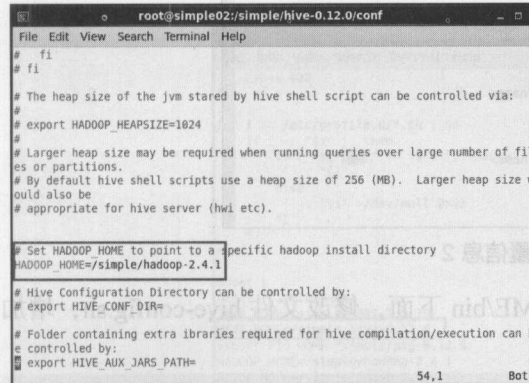 root@simple02:/simple/hive-0.12.0/conf
File Edit View Search Terminal Help
#   fi
# fi

# The heap size of the jvm stared by hive shell script can be controlled via:
#
# export HADOOP_HEAPSIZE=1024
#
# Larger heap size may be required when running queries over large number of fil
es or partitions.
# By default hive shell scripts use a heap size of 256 (MB).  Larger heap size w
ould also be
# appropriate for hive server (hwi etc).

# Set HADOOP_HOME to point to a specific hadoop install directory
HADOOP_HOME=/simple/hadoop-2.4.1

# Hive Configuration Directory can be controlled by:
# export HIVE_CONF_DIR=

# Folder containing extra ibraries required for hive compilation/execution can b
e controlled by:
# export HIVE_AUX_JARS_PATH=
54,1 Bot